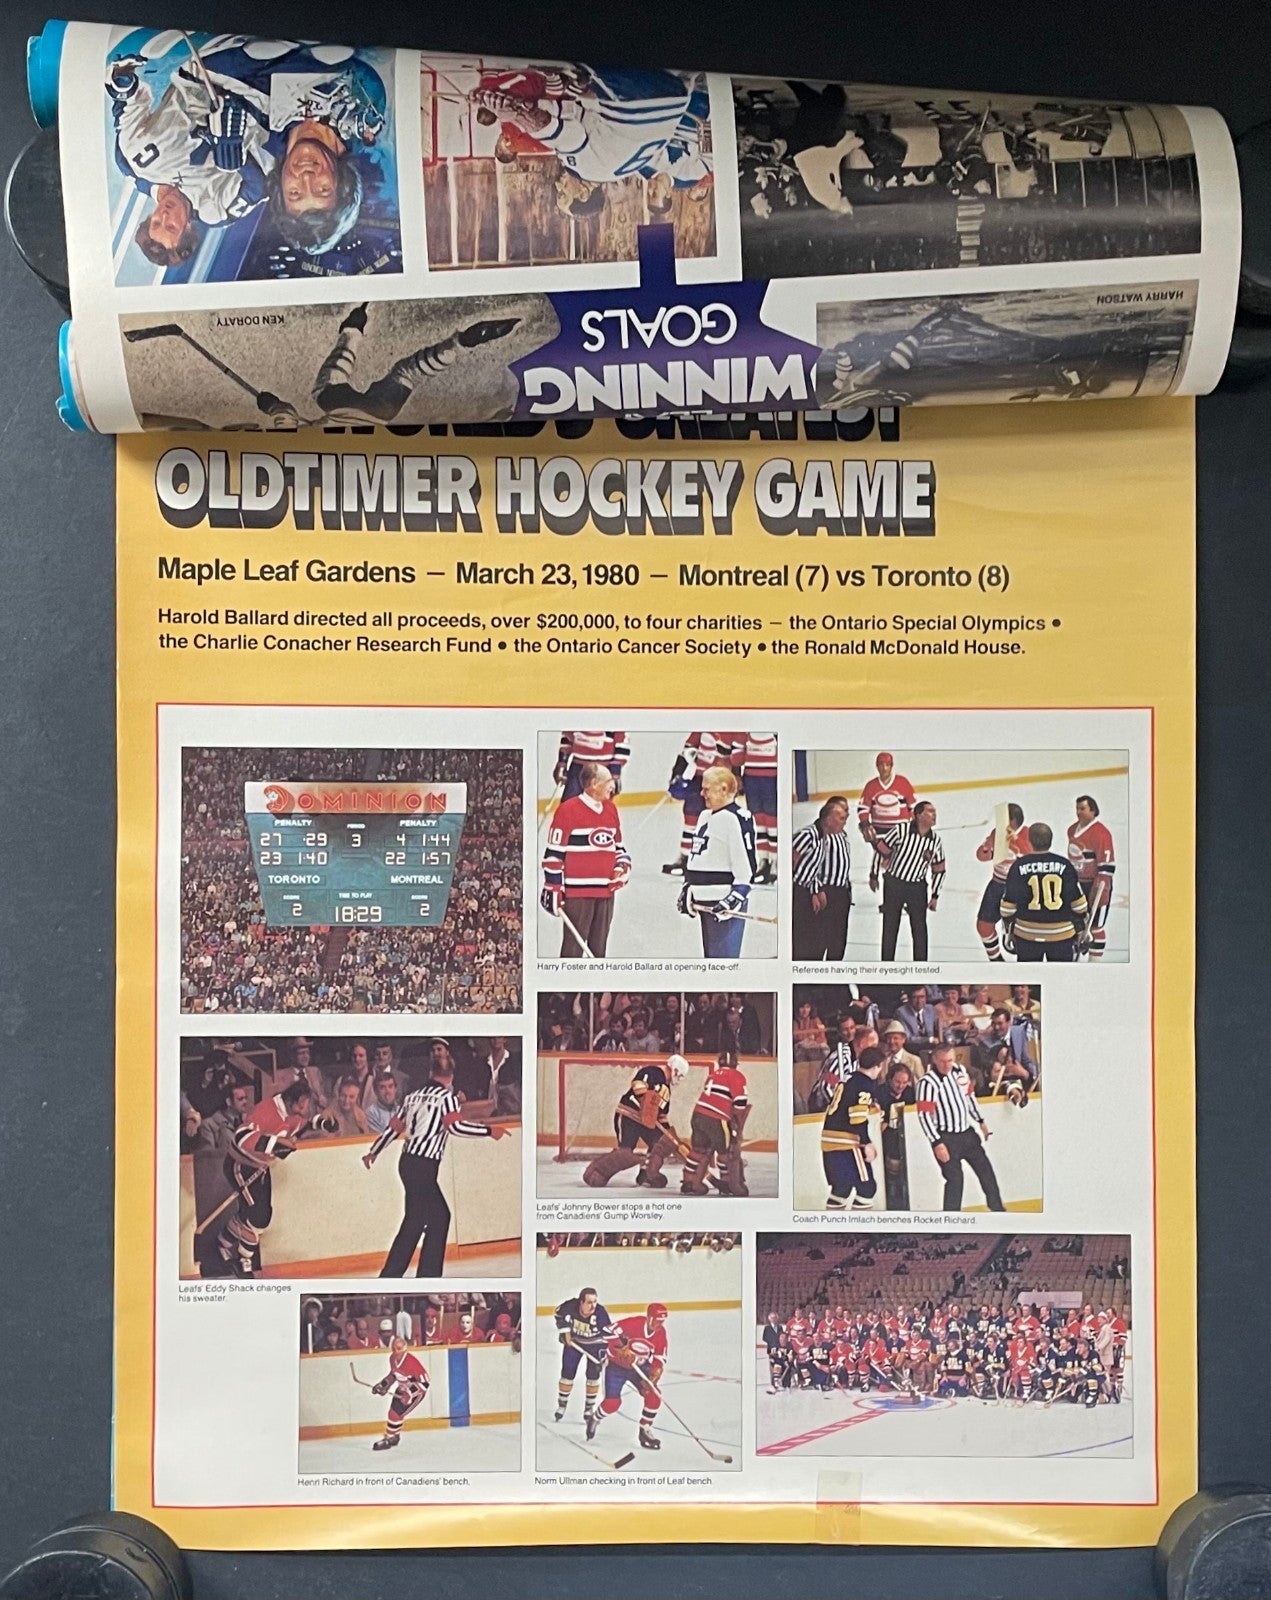 KEN DORATY
HARRY WATSON
WINNING
GOALS
OLDTIMER HOCKEY GAME
Maple Leaf Gardens – March 23, 1980 – Montreal (7) vs Toronto (8)
Harold Ballard directed all proceeds, over $200,000, to four charities – the Ontario Special Olympics •
the Charlie Conacher Research Fund • the Ontario Cancer Society • the Ronald McDonald House.
DOMINION
PENALTY PERIOD PENALTY
27 :29 3 4 1:44
23 1:40 22 1:57
TORONTO MONTREAL
TIME TO PLAY
2 18:29 2
Harry Foster and Harold Ballard at opening face-off.
MCCREARY
10
Referees having their eyesight tested.
Leafs' Eddy Shack changes
his sweater.
Leafs' Johnny Bower stops a hot one
from Canadiens' Gump Worsley.
Coach Punch Imlach benches Rocket Richard.
Henri Richard in front of Canadiens' bench.
Norm Ullman checking in front of Leaf bench.